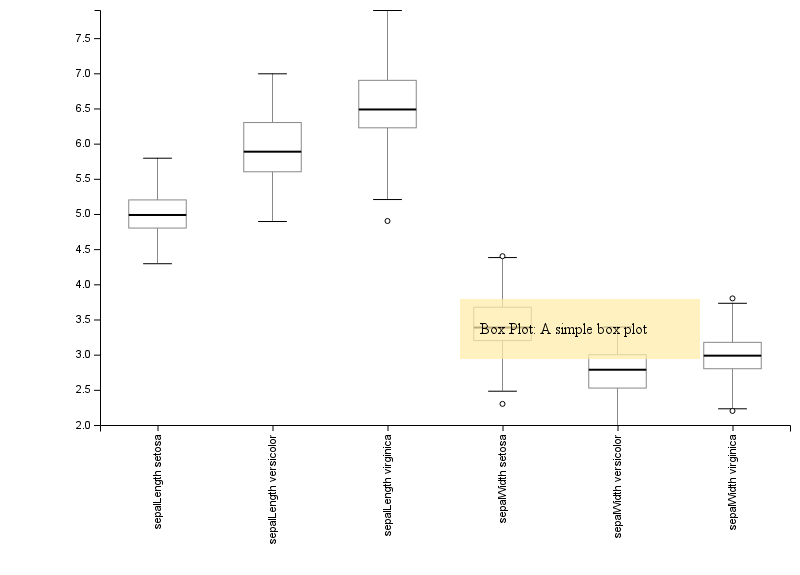 7.5
7.0
6.5
6.0
5.5
5.0
4.5
4.0
3.5
3.0
2.5
2.0
Box Plot: A simple box plot
sepalLength setosa
sepalLength versicolor
sepalLength virginica
sepalWidth setosa
sepalWidth versicolor
sepalWidth virginica